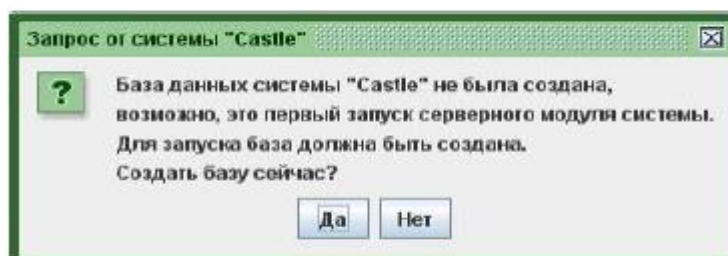 Запрос от системы "Castle"
?
База данных системы "Castle" не была создана,
возможно, это первый запуск серверного модуля системы.
Для запуска база должна быть создана.
Создать базу сейчас?
Да Нет